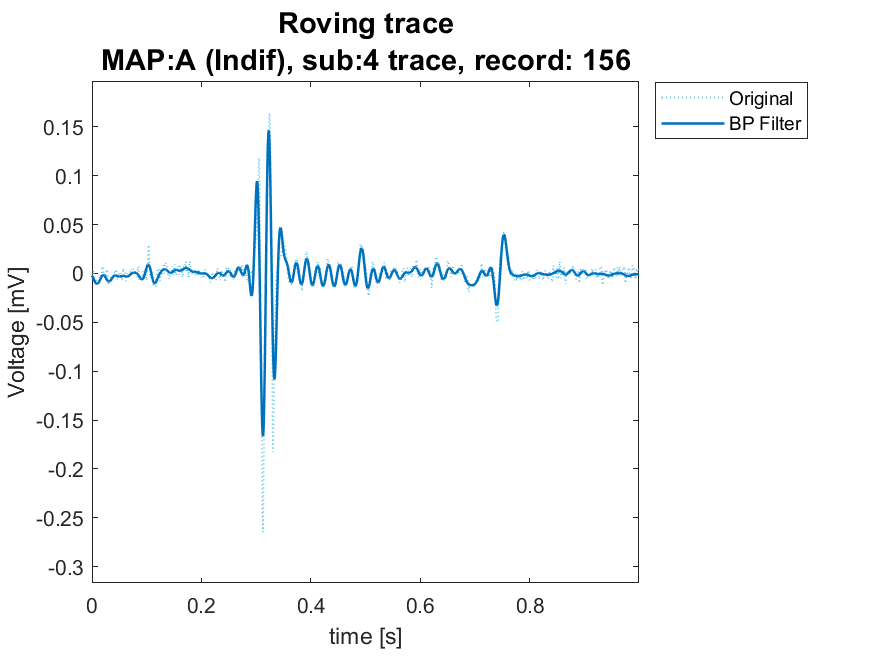 Roving trace
MAP:A (Indif), sub:4 trace, record: 156
Original
BP Filter
0.15
0.1
0.05
0
-0.05
-0.1
-0.15
-0.2
-0.25
-0.3
Voltage [mV]
0 0.2 0.4 0.6 0.8
time [s]